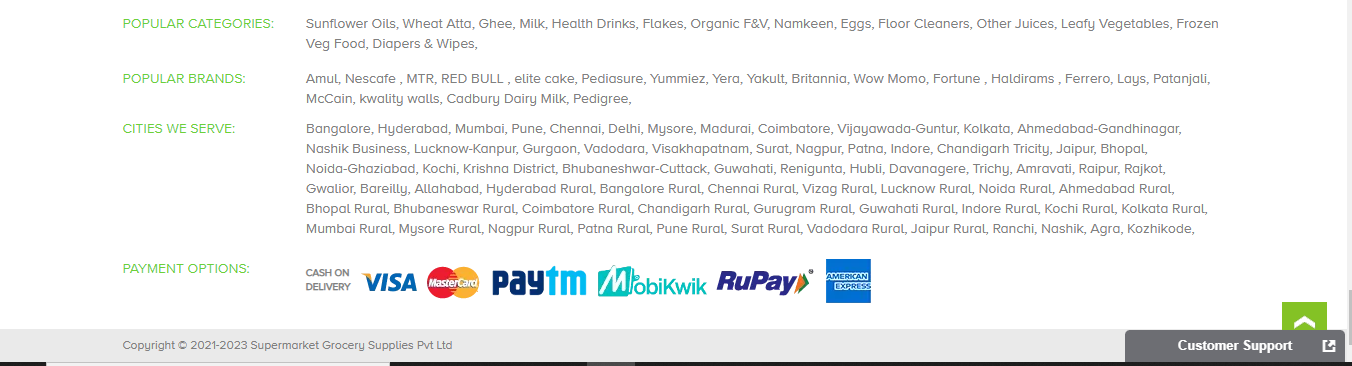 POPULAR CATEGORIES: Sunflower Oils, Wheat Atta, Ghee, Milk, Health Drinks, Flakes, Organic F&V, Namkeen, Eggs, Floor Cleaners, Other Juices, Leafy Vegetables, Frozen
Veg Food, Diapers & Wipes,
POPULAR BRANDS: Amul, Nescafe , MTR, RED BULL , elite cake, Pediasure, Yummiez, Yera, Yakult, Britannia, Wow Momo, Fortune , Haldirams , Ferrero, Lays, Patanjali,
McCain, kwality walls, Cadbury Dairy Milk, Pedigree,
CITIES WE SERVE: Bangalore, Hyderabad, Mumbai, Pune, Chennai, Delhi, Mysore, Madurai, Coimbatore, Vijayawada-Guntur, Kolkata, Ahmedabad-Gandhinagar,
Nashik Business, Lucknow-Kanpur, Gurgaon, Vadodara, Visakhapatnam, Surat, Nagpur, Patna, Indore, Chandigarh Tricity, Jaipur, Bhopal,
Noida-Ghaziabad, Kochi, Krishna District, Bhubaneshwar-Cuttack, Guwahati, Renigunta, Hubli, Davanagere, Trichy, Amravati, Raipur, Rajkot,
Gwalior, Bareilly, Allahabad, Hyderabad Rural, Bangalore Rural, Chennai Rural, Vizag Rural, Lucknow Rural, Noida Rural, Ahmedabad Rural,
Bhopal Rural, Bhubaneswar Rural, Coimbatore Rural, Chandigarh Rural, Gurugram Rural, Guwahati Rural, Indore Rural, Kochi Rural, Kolkata Rural,
Mumbai Rural, Mysore Rural, Nagpur Rural, Patna Rural, Pune Rural, Surat Rural, Vadodara Rural, Jaipur Rural, Ranchi, Nashik, Agra, Kozhikode,
PAYMENT OPTIONS: CASH ON
DELIVERY VISA MasterCard paytm MobiKwik RuPay AMERICAN
EXPRESS
Copyright © 2021-2023 Supermarket Grocery Supplies Pvt Ltd
Customer Support